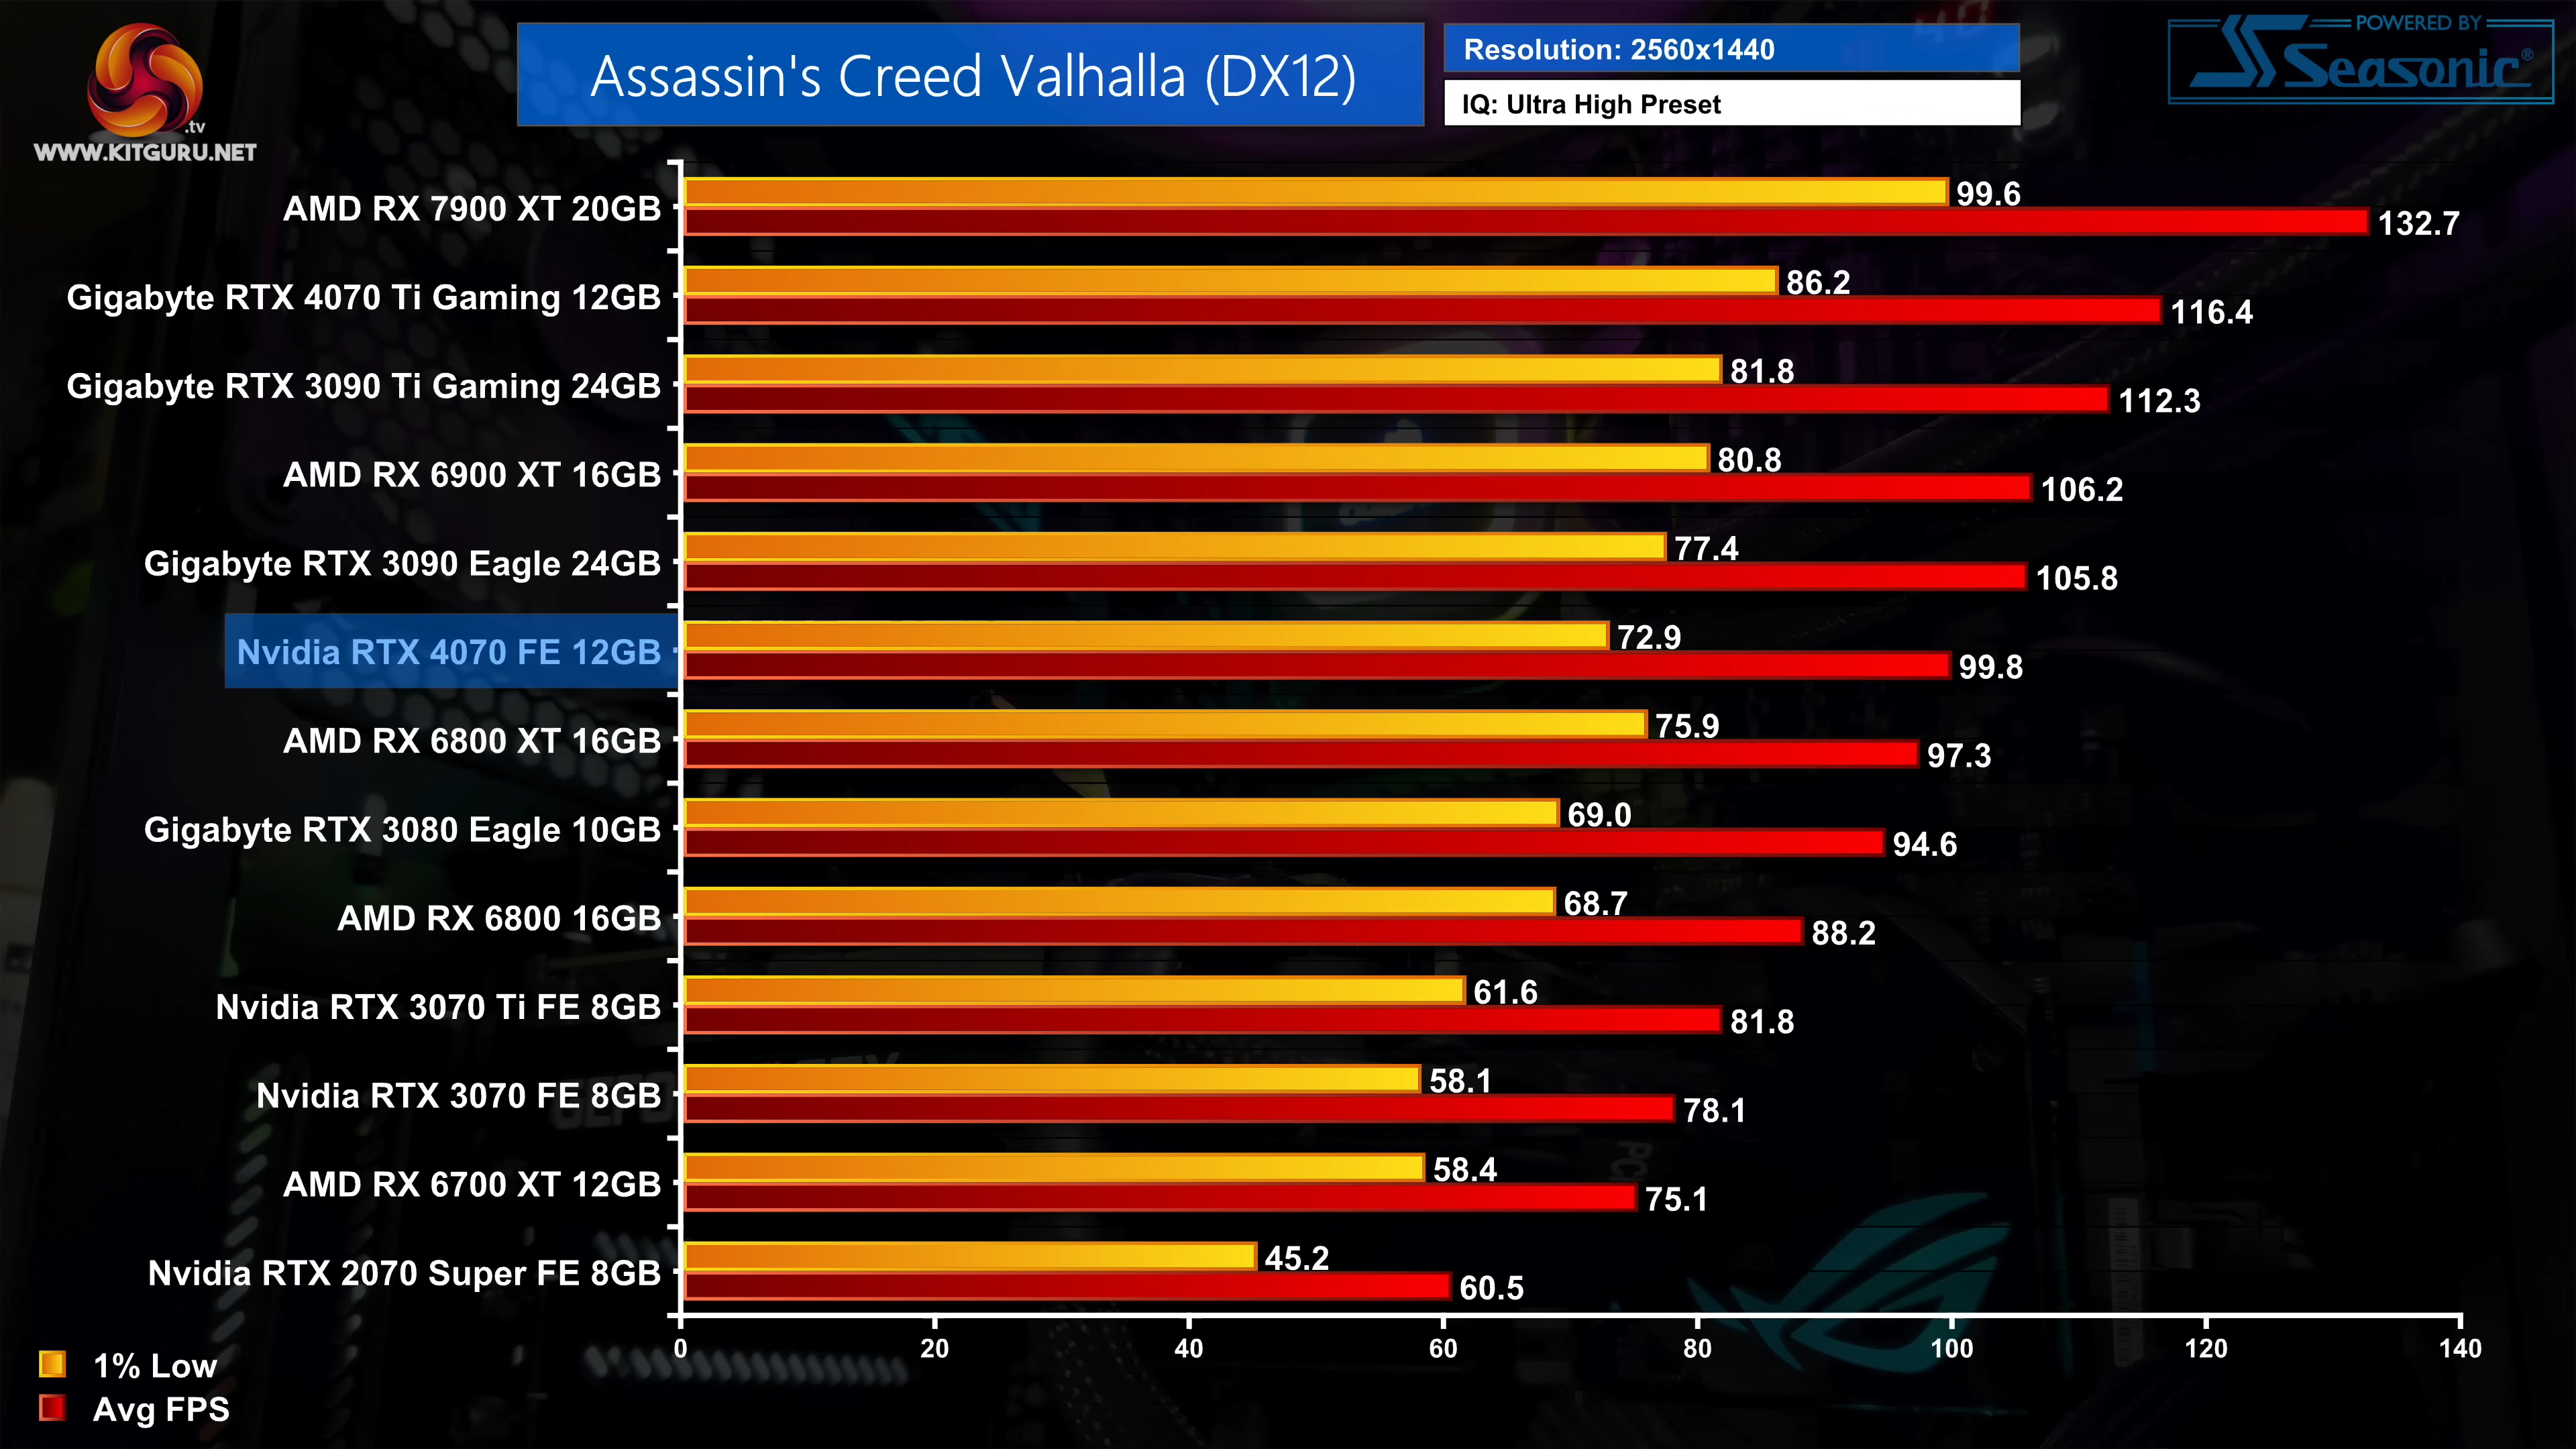 .tv
WWW.KITGURU.NET
Assassin's Creed Valhalla (DX12)
Resolution: 2560x1440
IQ: Ultra High Preset
POWERED BY
Seasonic®
AMD RX 7900 XT 20GB
99.6
132.7
Gigabyte RTX 4070 Ti Gaming 12GB
86.2
116.4
Gigabyte RTX 3090 Ti Gaming 24GB
81.8
112.3
AMD RX 6900 XT 16GB
80.8
106.2
Gigabyte RTX 3090 Eagle 24GB
77.4
105.8
Nvidia RTX 4070 FE 12GB
72.9
99.8
AMD RX 6800 XT 16GB
75.9
97.3
Gigabyte RTX 3080 Eagle 10GB
69.0
94.6
AMD RX 6800 16GB
68.7
88.2
Nvidia RTX 3070 Ti FE 8GB
61.6
81.8
Nvidia RTX 3070 FE 8GB
58.1
78.1
AMD RX 6700 XT 12GB
58.4
75.1
Nvidia RTX 2070 Super FE 8GB
45.2
60.5
0 20 40 60 80 100 120 140
1% Low
Avg FPS